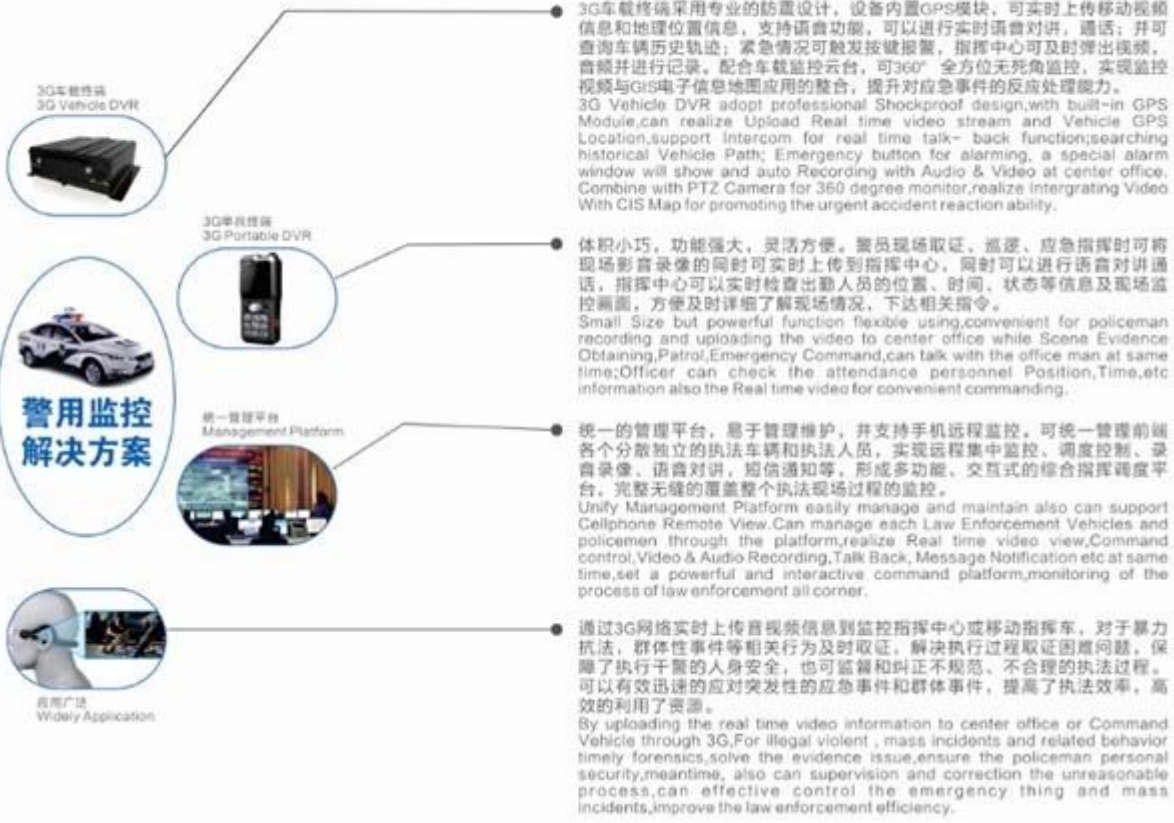 3G车载终端
3G Vehicle DVR
3G车载终端采用专业的防震设计，设备内置GPS模块，可实时上传移动视频
信息和地理位置信息，支持语音功能，可以进行实时语音对讲，通话；并可
查询车辆历史轨迹；紧急情况可触发按键报警，指挥中心可及时弹出视频，
音频并进行记录。配合车载监控云台，可360° 全方位无死角监控，实现监控
视频与GIS电子信息地图应用的整合，提升对应急事件的反应处理能力。
3G Vehicle DVR adopt professional Shockproof design,with built-in GPS
Module,can realize Upload Real time video stream and Vehicle GPS
Location,support Intercom for real time talk- back function;searching
historical Vehicle Path; Emergency button for alarming, a special alarm
window will show and auto Recording with Audio & Video at center office.
Combine with PTZ Camera for 360 degree monitor,realize Intergrating Video
With CIS Map for promoting the urgent accident reaction ability.
3G单兵终端
3G Portable DVR
体积小巧，功能强大，灵活方便。警员现场取证、巡逻、应急指挥时可将
现场影音录像的同时可实时上传到指挥中心，同时可以进行语音对讲通
话，指挥中心可以实时检查出勤人员的位置、时间、状态等信息及现场监
控画面，方便及时详细了解现场情况，下达相关指令。
Small Size but powerful function flexible using,convenient for policeman
recording and uploading the video to center office while Scene Evidence
Obtaining,Patrol,Emergency Command,can talk with the office man at same
time;Officer can check the attendance personnel Position,Time,etc
information also the Real time video for convenient commanding.
警用监控
解决方案
统一管理平台
Management Platform
统一的管理平台，易于管理维护，并支持手机远程监控。可统一管理前端
各个分散独立的执法车辆和执法人员，实现远程集中监控、调度控制、录
音录像、语音对讲，短信通知等，形成多功能、交互式的综合指挥调度平
台，完整无缝的覆盖整个执法现场过程的监控。
Unify Management Platform easily manage and maintain also can support
Cellphone Remote View.Can manage each Law Enforcement Vehicles and
policemen through the platform,realize Real time video view,Command
control,Video & Audio Recording,Talk Back, Message Notification etc at same
time,set a powerful and interactive command platform,monitoring of the
process of law enforcement all corner.
应用广泛
Widely Application
通过3G网络实时上传音视频信息到监控指挥中心或移动指挥车，对于暴力
抗法，群体性事件等相关行为及时取证，解决执行过程取证困难问题，保
障了执行干警的人身安全，也可监督和纠正不规范、不合理的执法过程。
可以有效迅速的应对突发性的应急事件和群体事件，提高了执法效率，高
效的利用了资源。
By uploading the real time video information to center office or Command
Vehicle through 3G,For illegal violent , mass incidents and related behavior
timely forensics,solve the evidence issue,ensure the policeman personal
security,meantime, also can supervision and correction the unreasonable
process,can effective control the emergency thing and mass
incidents,improve the law enforcement efficiency.